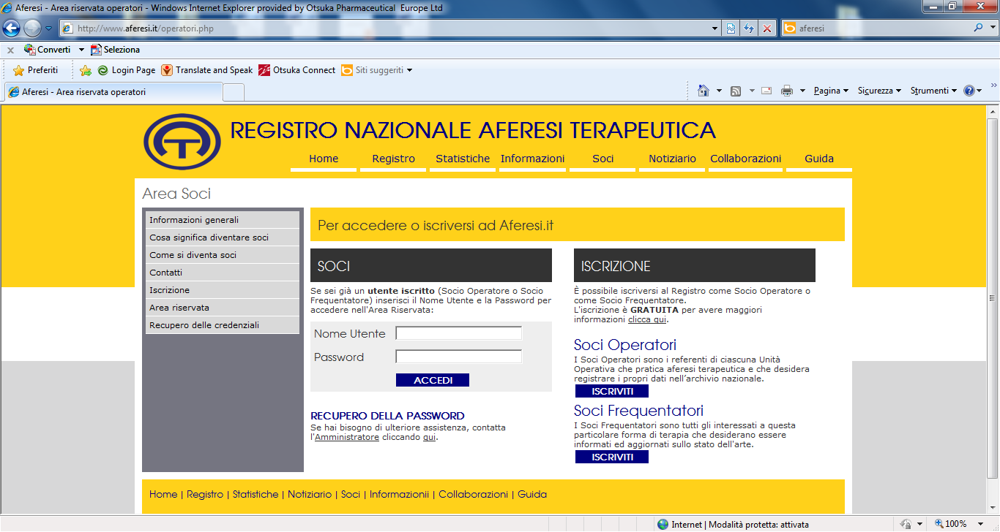 Aferesi - Area riservata operatori - Windows Internet Explorer provided by Otsuka Pharmaceutical Europe Ltd
http://www.aferesi.it/operatori.php
aferesi
x Converti Selezione
Preferiti Login Page Translate and Speak Otsuka Connect Siti suggeriti
Aferesi - Area riservata operatori
Pagina Sicurezza Strumenti
REGISTRO NAZIONALE AFERESI TERAPEUTICA
Home Registro Statistiche Informazioni Soci Notiziario Collaborazioni Guida
Area Soci
Informazioni generali
Cosa significa diventare soci
Come si diventa soci
Contatti
Iscrizione
Area riservata
Recupero delle credenziali
Per accedere o iscriversi ad Aferesi.it
SOCI
Se sei già un utente iscritto (Socio Operatore o Socio
Frequentatore) inserisci il Nome Utente e la Password per
accedere nell'Area Riservata:
Nome Utente
Password
ACCEDI
RECUPERO DELLA PASSWORD
Se hai bisogno di ulteriore assistenza, contatta
l'Amministratore cliccando qui.
ISCRIZIONE
È possibile iscriversi al Registro come Socio Operatore o
come Socio Frequentatore.
L'iscrizione è GRATUITA per avere maggiori
informazioni clicca qui.
Soci Operatori
I Soci Operatori sono i referenti di ciascuna Unità
Operativa che pratica aferesi terapeutica e che desidera
registrare i propri dati nell'archivio nazionale.
ISCRIVITI
Soci Frequentatori
I Soci Frequentatori sono tutti gli interessati a questa
particolare forma di terapia che desiderano essere
informati ed aggiornati sullo stato dell'arte.
ISCRIVITI
Home | Registro | Statistiche | Notiziario | Soci | Informazionii | Collaborazioni | Guida
Internet | Modalità protetta: attivata
100%